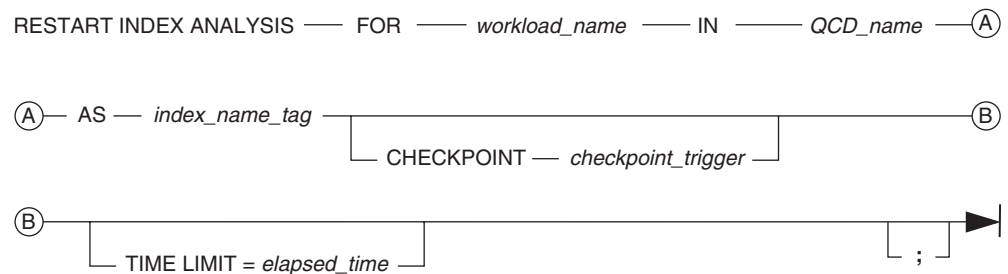 RESTART INDEX ANALYSIS FOR workload_name IN QCD_name A
A AS index_name_tag B
CHECKPOINT checkpoint_trigger
B
TIME LIMIT = elapsed_time ;